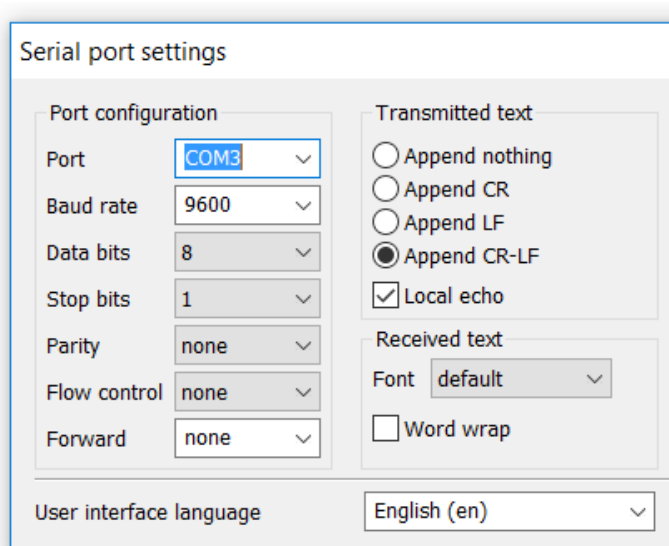 Serial port settings
Port configuration
Port COM3
Baud rate 9600
Data bits 8
Stop bits 1
Parity none
Flow control none
Forward none
Transmitted text
Append nothing
Append CR
Append LF
Append CR-LF
Local echo
Received text
Font default
Word wrap
User interface language English (en)